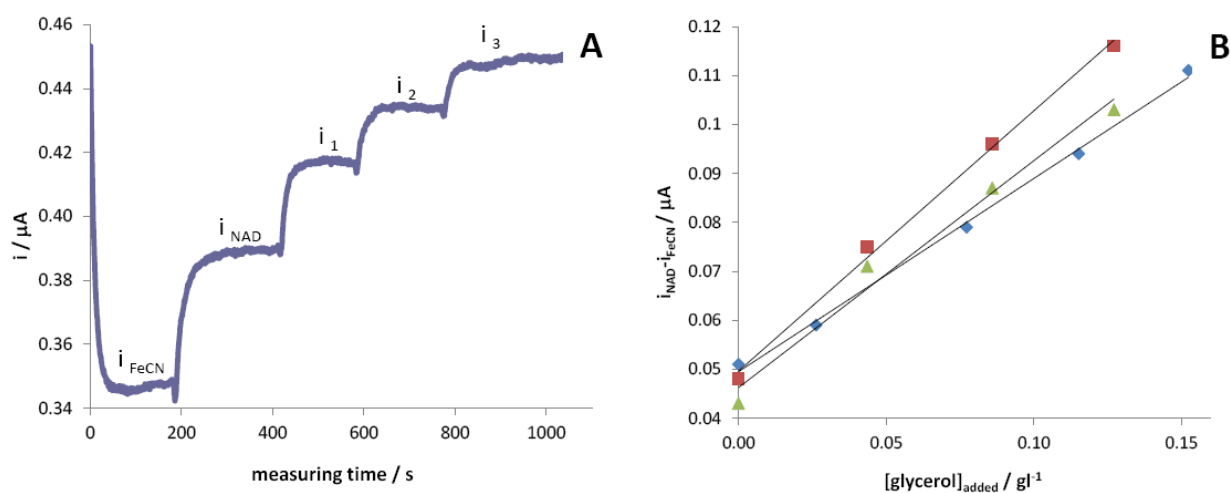 A
0.46
0.44
0.42
0.40
0.38
0.36
0.34
i / µA
i FeCN
i NAD
i 1
i 2
i 3
0 200 400 600 800 1000
measuring time / s
B
0.12
0.11
0.1
0.09
0.08
0.07
0.06
0.05
0.04
iNAD-iFeCN / µA
0.00 0.05 0.10 0.15
[glycerol]added / gl-1